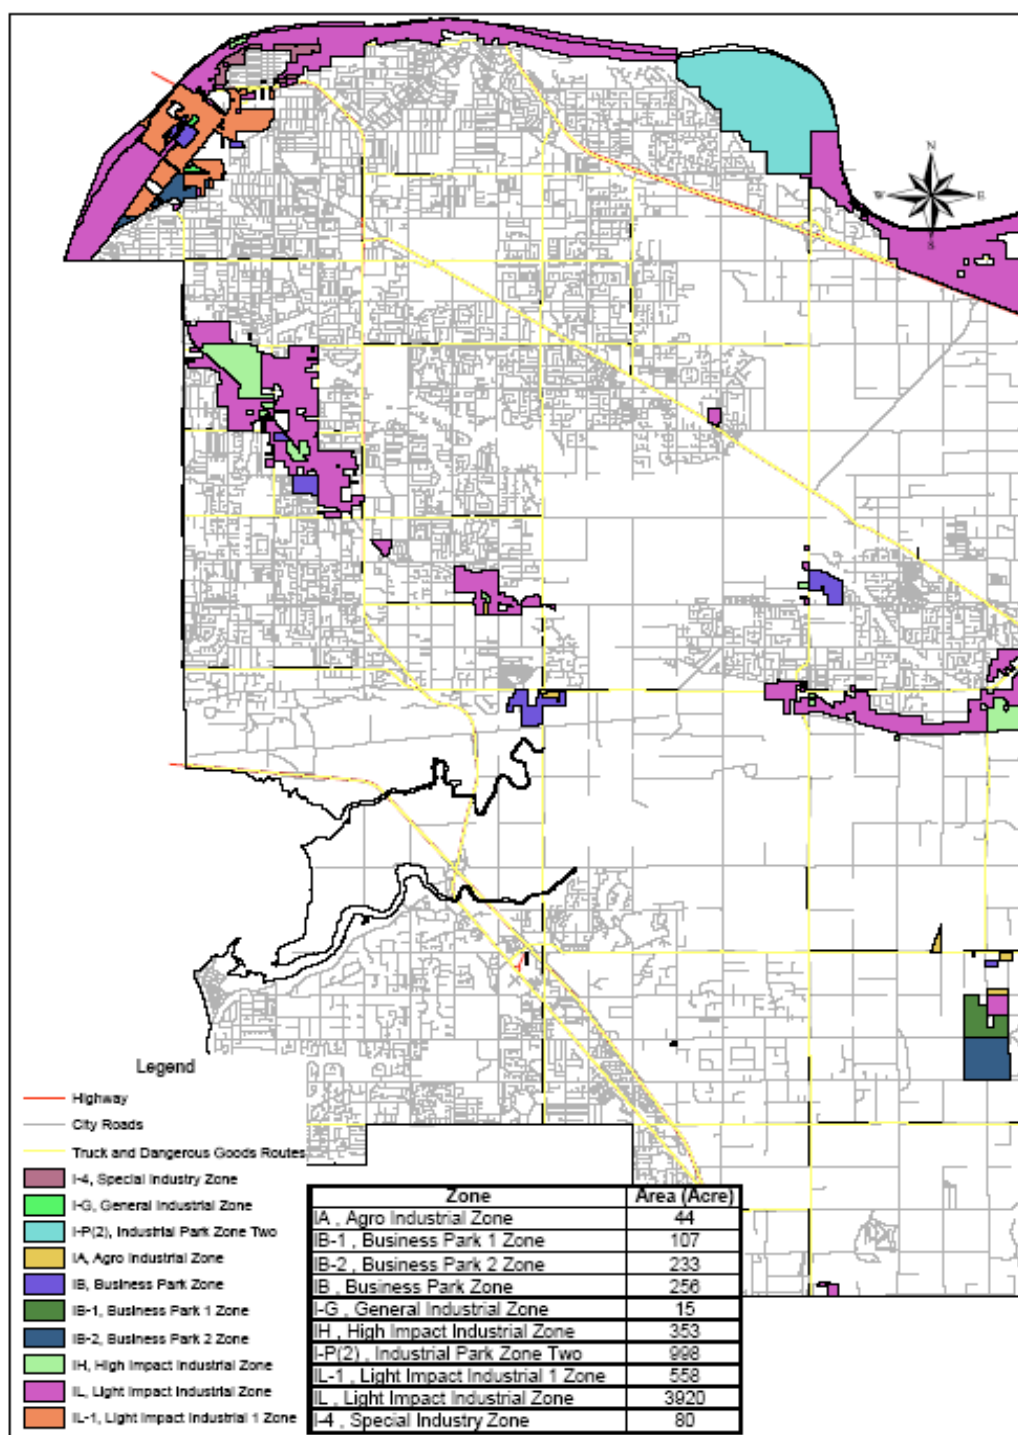 N
W
E
S
Legend
Highway
City Roads
Truck and Dangerous Goods Routes
I-4, Special Industry Zone
I-G, General Industrial Zone
I-P(2), Industrial Park Zone Two
IA, Agro Industrial Zone
IB, Business Park Zone
IB-1, Business Park 1 Zone
IB-2, Business Park 2 Zone
IH, High Impact Industrial Zone
IL, Light Impact Industrial Zone
IL-1, Light Impact Industrial 1 Zone
Zone Area (Acre)
IA , Agro Industrial Zone 44
IB-1 , Business Park 1 Zone 107
IB-2 , Business Park 2 Zone 233
IB , Business Park Zone 256
I-G , General Industrial Zone 15
IH , High Impact Industrial Zone 353
I-P(2) , Industrial Park Zone Two 998
IL-1 , Light Impact Industrial 1 Zone 558
IL , Light Impact Industrial Zone 3920
I-4 , Special Industry Zone 80